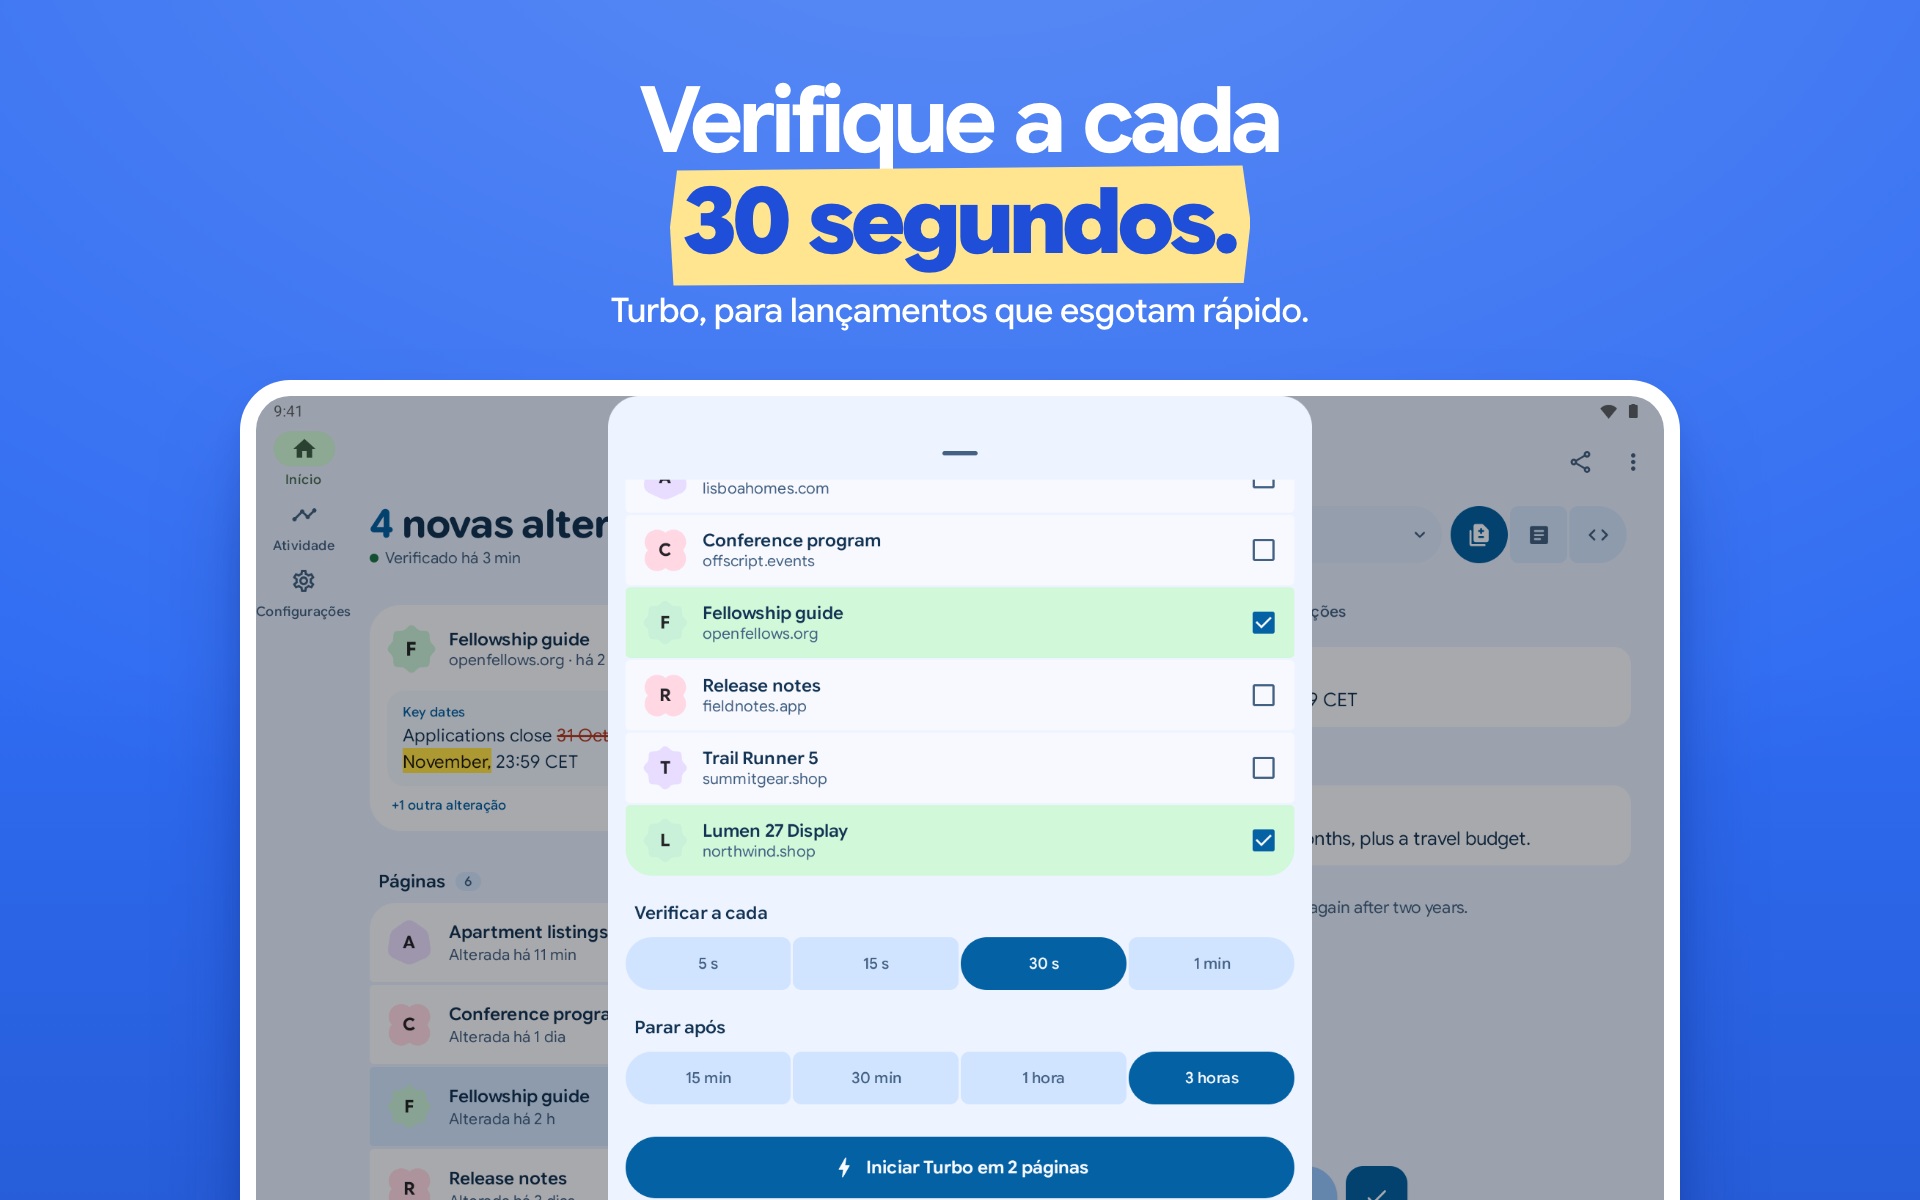 Verifique a cada
30 segundos.
Turbo, para lançamentos que esgotam rápido.
9:41
Início
Atividade
Configurações
4 novas alter
Verificado há 3 min
F
Fellowship guide
openfellows.org · há 2
Key dates
Applications close 31 Oct
November, 23:59 CET
+1 outra alteração
Páginas 6
A
Apartment listings
Alterada há 11 min
C
Conference progra
Alterada há 1 dia
F
Fellowship guide
Alterada há 2 h
R
Release notes
lisboahomes.com
C
Conference program
offscript.events
F
Fellowship guide
openfellows.org
R
Release notes
fieldnotes.app
T
Trail Runner 5
summitgear.shop
L
Lumen 27 Display
northwind.shop
Verificar a cada
5 s
15 s
30 s
1 min
Parar após
15 min
30 min
1 hora
3 horas
Iniciar Turbo em 2 páginas
ções
9 CET
onths, plus a travel budget.
again after two years.